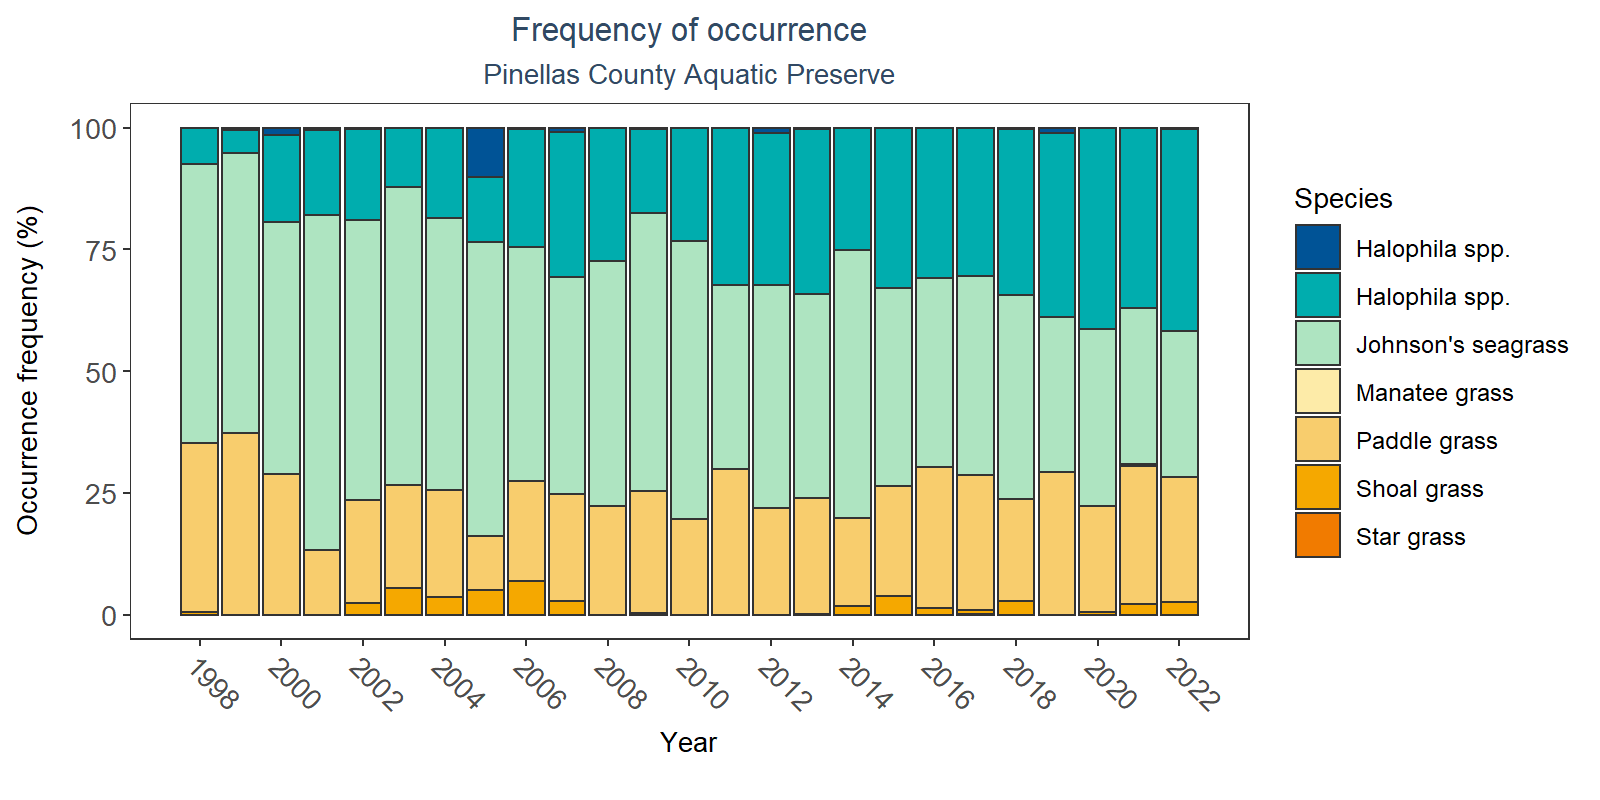 Frequency of occurrence
Pinellas County Aquatic Preserve
Occurrence frequency (%)
100
75
50
25
0
1998
2000
2002
2004
2006
2008
2010
2012
2014
2016
2018
2020
2022
Year
Species
Halophila spp.
Halophila spp.
Johnson's seagrass
Manatee grass
Paddle grass
Shoal grass
Star grass